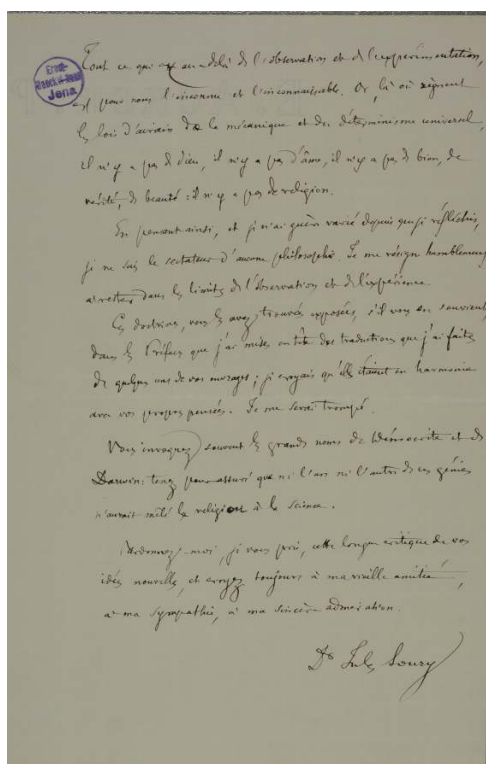 Tout ce qui est au-delà de l'observation et de l'expérimentation,
est pour nous l'inconnu et l'inconnaissable. Or, là où règnent
les lois d'airain de la mécanique et du déterminisme universel,
il n'y a pas de dieu, il n'y a pas d'âme, il n'y a pas de bien, de
vérité, de beauté : il n'y a pas de religion.
En pensant ainsi, et je n'ai guère varié depuis que je réfléchis,
je ne suis le sectateur d'aucune philosophie. Je me résigne humblement
à rester dans les limites de l'observation et de l'expérience.
Ces doctrines, vous les avez trouvées exposées, s'il vous en souvient,
dans les Préfaces que j'ai mises en tête des traductions que j'ai faites
de quelques uns de vos ouvrages ; je croyais qu'elles étaient en harmonie
avec vos propres pensées. Je me serai trompé.
Vous invoquez souvent les grands noms de Démocrite et de
Darwin : tenez pour assuré que ni l'un ni l'autre de ces génies
n'aurait mêlé la religion à la science.
Pardonnez-moi, je vous prie, cette longue critique de vos
idées nouvelles, et croyez toujours à ma vieille amitié,
à ma sympathie, à ma sincère admiration.
Dr Jules Soury
Ernst-
Haeckel-Haus
Jena